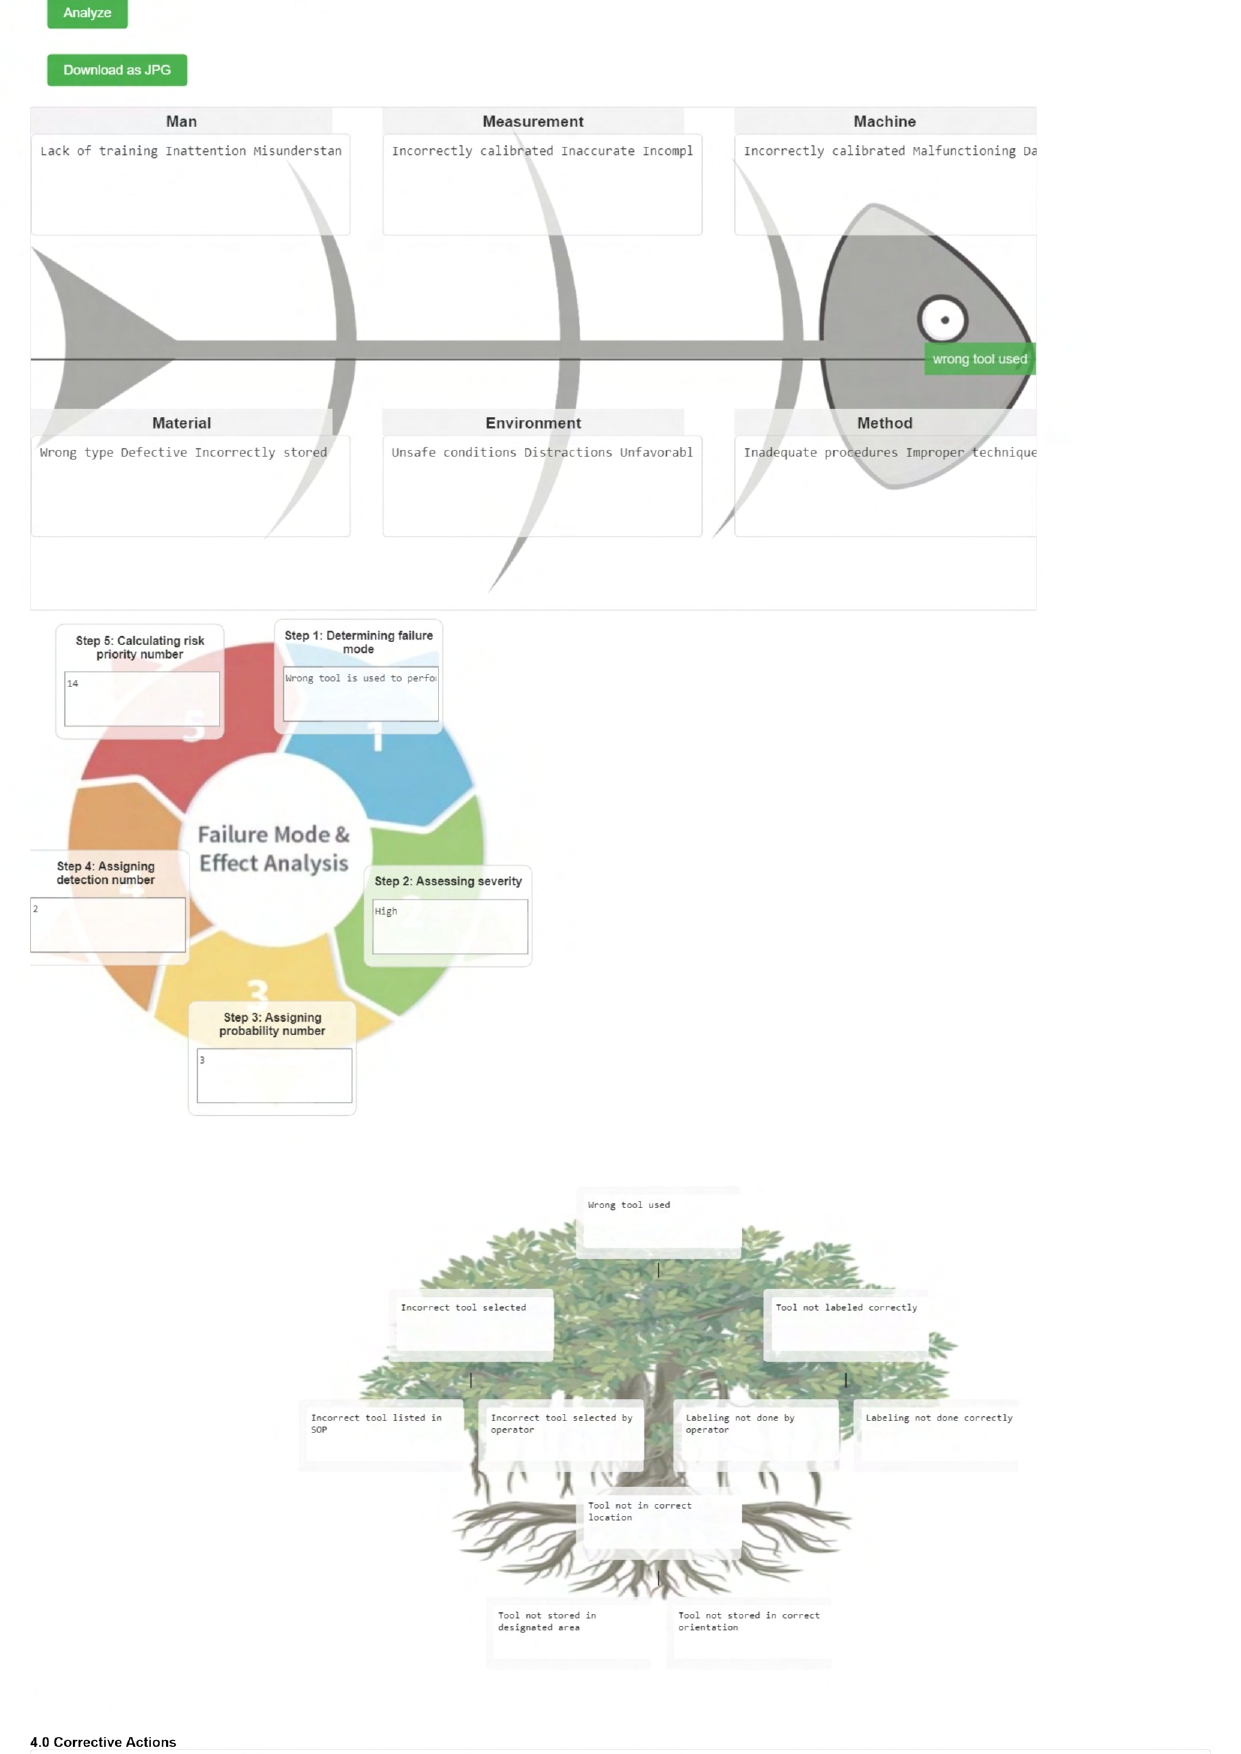 Analyze
Download as JPG
Man
Measurement
Machine
Lack of training Inattention Misunderstan
Incorrectly calibrated Inaccurate Incompl
Incorrectly calibrated Malfunctioning Da
wrong tool used
Material
Environment
Method
Wrong type Defective Incorrectly stored
Unsafe conditions Distractions Unfavorabl
Inadequate procedures Improper technique
Step 5: Calculating risk
priority number
14
5
Step 1: Determining failure
mode
Wrong tool is used to perfo
1
Failure Mode &
Effect Analysis
Step 4: Assigning
detection number
4
2
Step 2: Assessing severity
High
2
3
Step 3: Assigning
probability number
3
Wrong tool used
Incorrect tool selected
Tool not labeled correctly
Incorrect tool listed in
SOP
Incorrect tool selected by
operator
Labeling not done by
operator
Labeling not done correctly
Tool not in correct
location
Tool not stored in
designated area
Tool not stored in correct
orientation
4.0 Corrective Actions